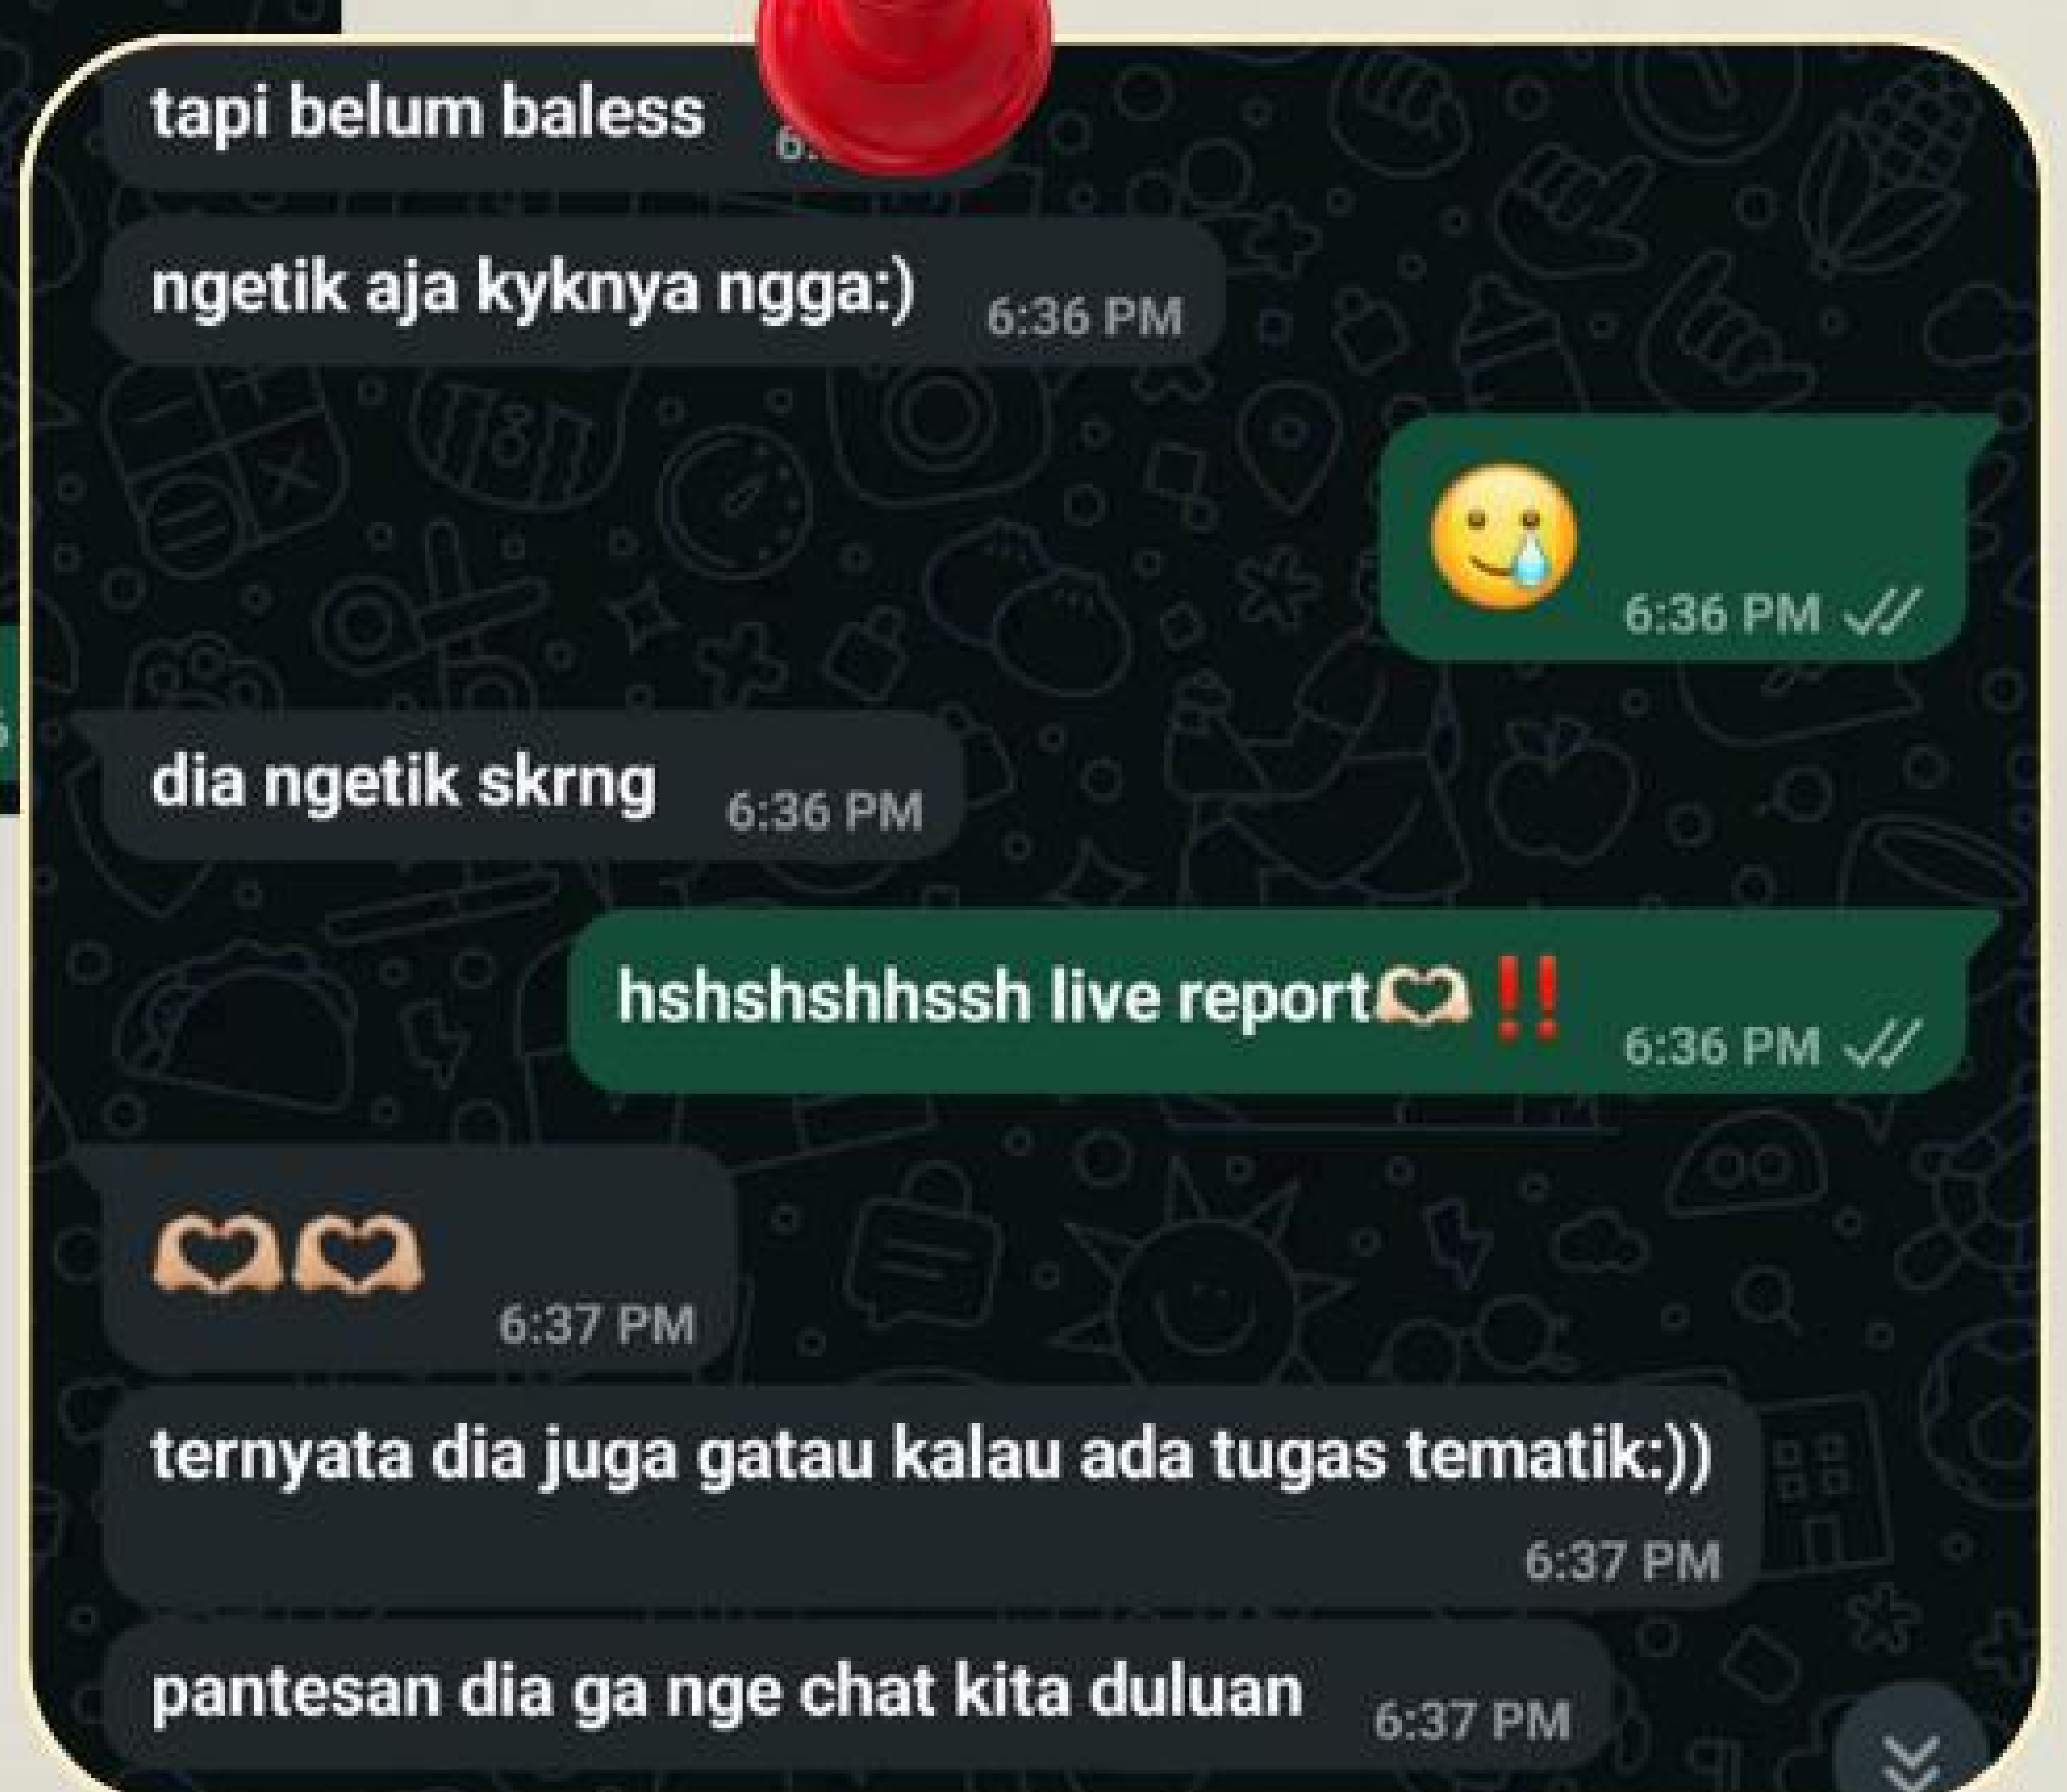 tapi belum baless
ngetik aja kyknya ngga:) 6:36 PM
🥲 6:36 PM
dia ngetik skrng 6:36 PM
hshshshhssh live report🫶🏻‼️ 6:36 PM
🫶🏼🫶🏼 6:37 PM
ternyata dia juga gatau kalau ada tugas tematik:))
6:37 PM
pantesan dia ga nge chat kita duluan 6:37 PM